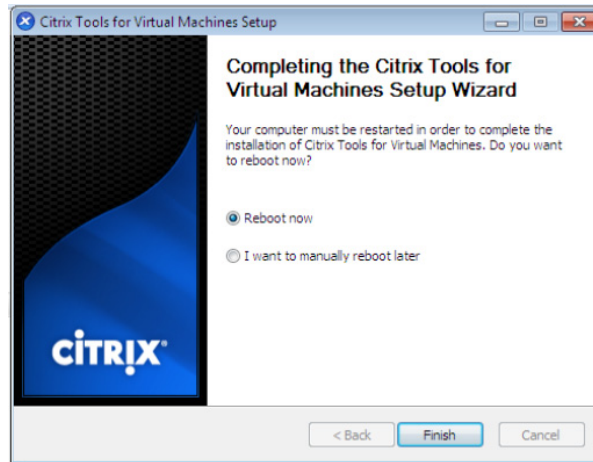 Citrix Tools for Virtual Machines Setup
Completing the Citrix Tools for
Virtual Machines Setup Wizard
Your computer must be restarted in order to complete the
installation of Citrix Tools for Virtual Machines. Do you want
to reboot now?
Reboot now
I want to manually reboot later
CİTRIX®
< Back
Finish
Cancel